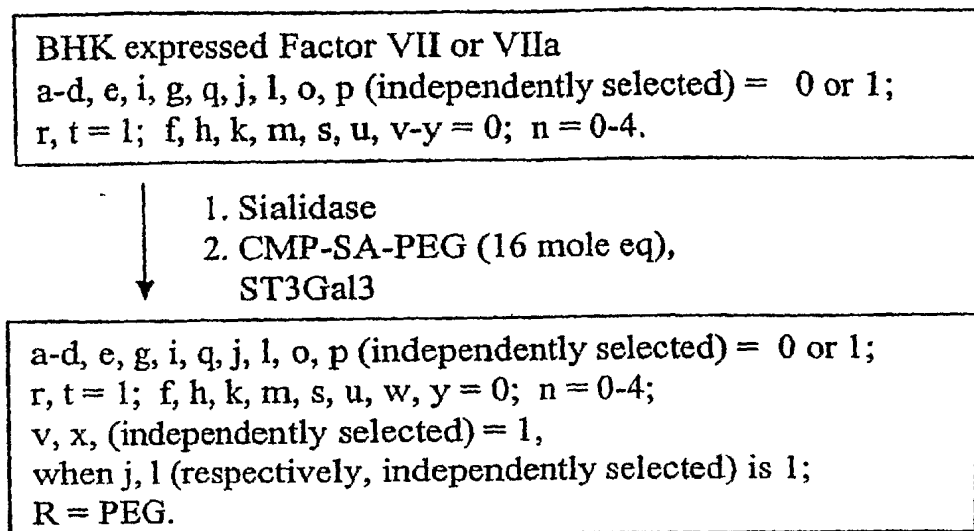 BHK expressed Factor VII or VIIa
a-d, e, i, g, q, j, l, o, p (independently selected) = 0 or 1;
r, t = 1; f, h, k, m, s, u, v-y = 0; n = 0-4.
1. Sialidase
2. CMP-SA-PEG (16 mole eq),
ST3Gal3
a-d, e, g, i, q, j, l, o, p (independently selected) = 0 or 1;
r, t = 1; f, h, k, m, s, u, w, y = 0; n = 0-4;
v, x, (independently selected) = 1,
when j, l (respectively, independently selected) is 1;
R = PEG.